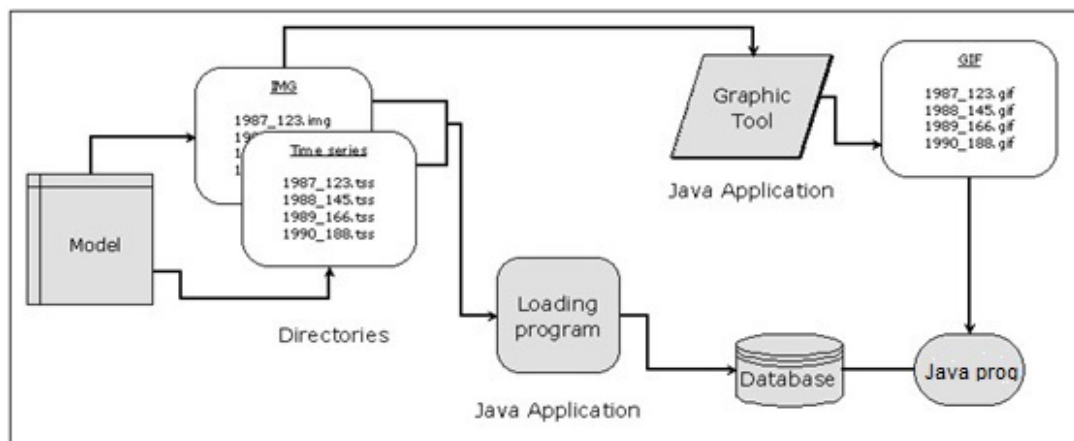 IMG
1987_123.img
Time series
1987_123.tss
1988_145.tss
1989_166.tss
1990_188.tss
Model
Directories
Graphic
Tool
Java Application
GIF
1987_123.gif
1988_145.gif
1989_166.gif
1990_188.gif
Loading
program
Java Application
Database
Java prog